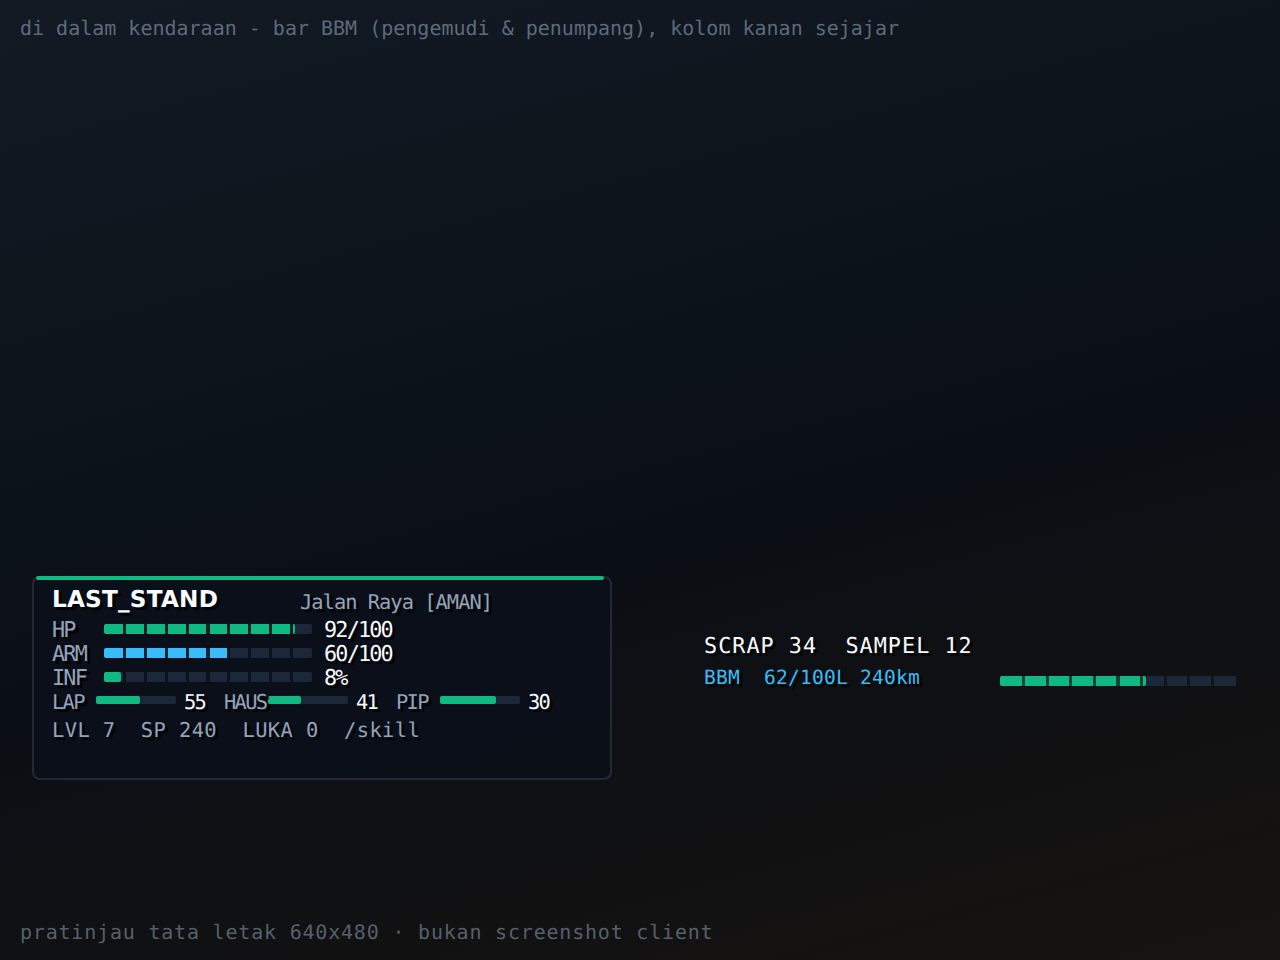 di dalam kendaraan - bar BBM (pengemudi & penumpang), kolom kanan sejajar
LAST_STAND Jalan Raya [AMAN]
HP 92/100
ARM 60/100
INF 8%
LAP 55 HAUS 41 PIP 30
LVL 7 SP 240 LUKA 0 /skill
SCRAP 34 SAMPEL 12
BBM 62/100L 240km
pratinjau tata letak 640x480 · bukan screenshot client